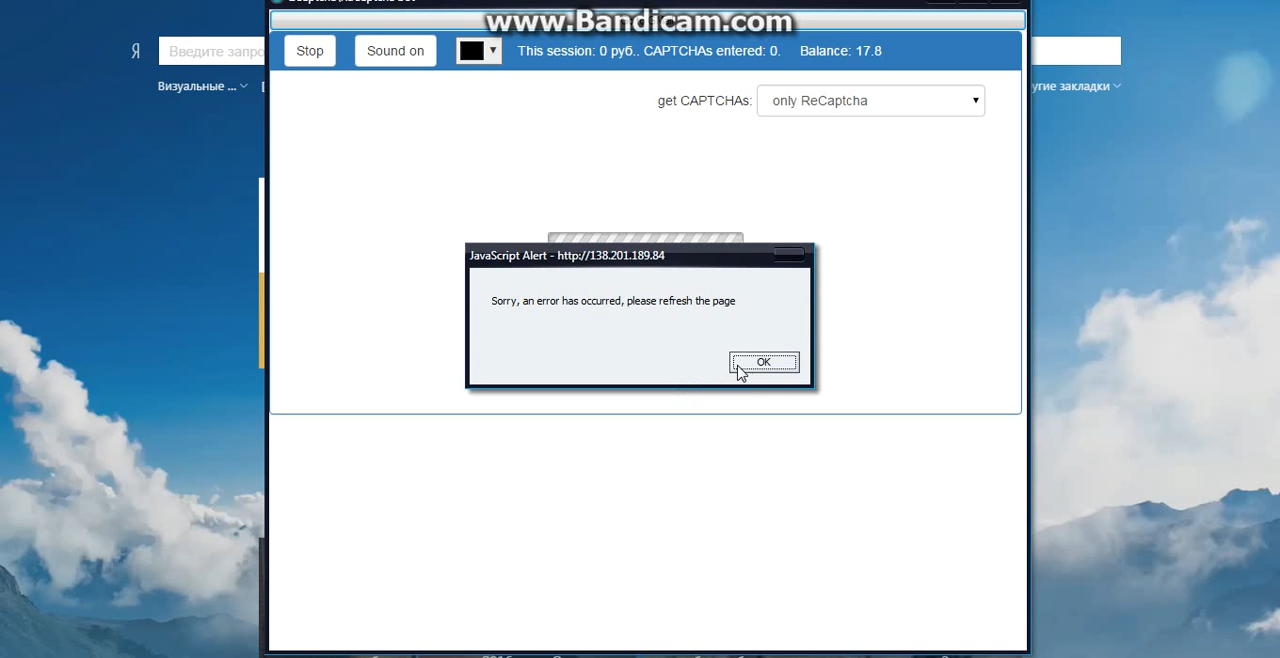 www.Bandicam.com
Я
Введите запро
Stop
Sound on
This session: 0 руб.. CAPTCHAs entered: 0.
Balance: 17.8
Визуальные ...
угие закладки
get CAPTCHAs:
only ReCaptcha
JavaScript Alert - http://138.201.189.84
Sorry, an error has occurred, please refresh the page
OK